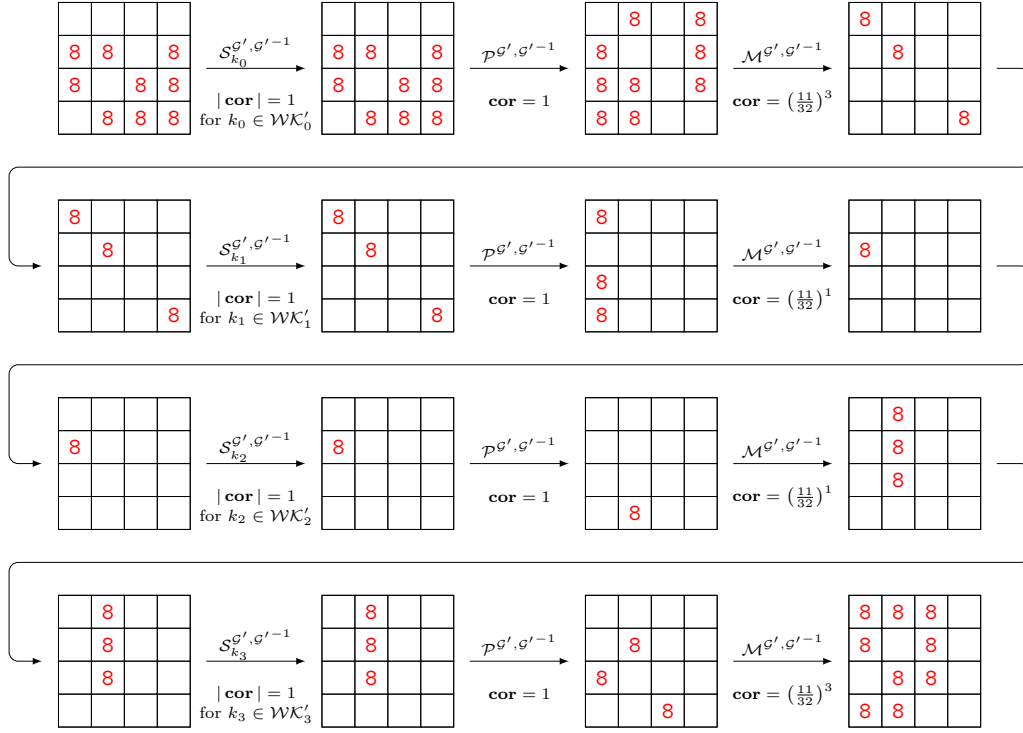 8 8 8
8 8 8
8 8 8
𝒮_{k_0}^{𝒢′,𝒢′^{−1}}
|cor| = 1
for k_0 ∈ 𝒲𝒦′_0
8 8 8
8 8 8
8 8 8
𝒫^{𝒢′,𝒢′^{−1}}
cor = 1
8 8
8 8
8 8 8
8 8
ℳ^{𝒢′,𝒢′^{−1}}
cor = (11/32)^3
8
8
8
8
8
8
𝒮_{k_1}^{𝒢′,𝒢′^{−1}}
|cor| = 1
for k_1 ∈ 𝒲𝒦′_1
8
8
8
𝒫^{𝒢′,𝒢′^{−1}}
cor = 1
8
8
8
ℳ^{𝒢′,𝒢′^{−1}}
cor = (11/32)^1
8
8
𝒮_{k_2}^{𝒢′,𝒢′^{−1}}
|cor| = 1
for k_2 ∈ 𝒲𝒦′_2
8
𝒫^{𝒢′,𝒢′^{−1}}
cor = 1
8
ℳ^{𝒢′,𝒢′^{−1}}
cor = (11/32)^1
8
8
8
8
8
8
𝒮_{k_3}^{𝒢′,𝒢′^{−1}}
|cor| = 1
for k_3 ∈ 𝒲𝒦′_3
8
8
8
𝒫^{𝒢′,𝒢′^{−1}}
cor = 1
8
8
8
ℳ^{𝒢′,𝒢′^{−1}}
cor = (11/32)^3
8 8 8
8 8
8 8
8 8